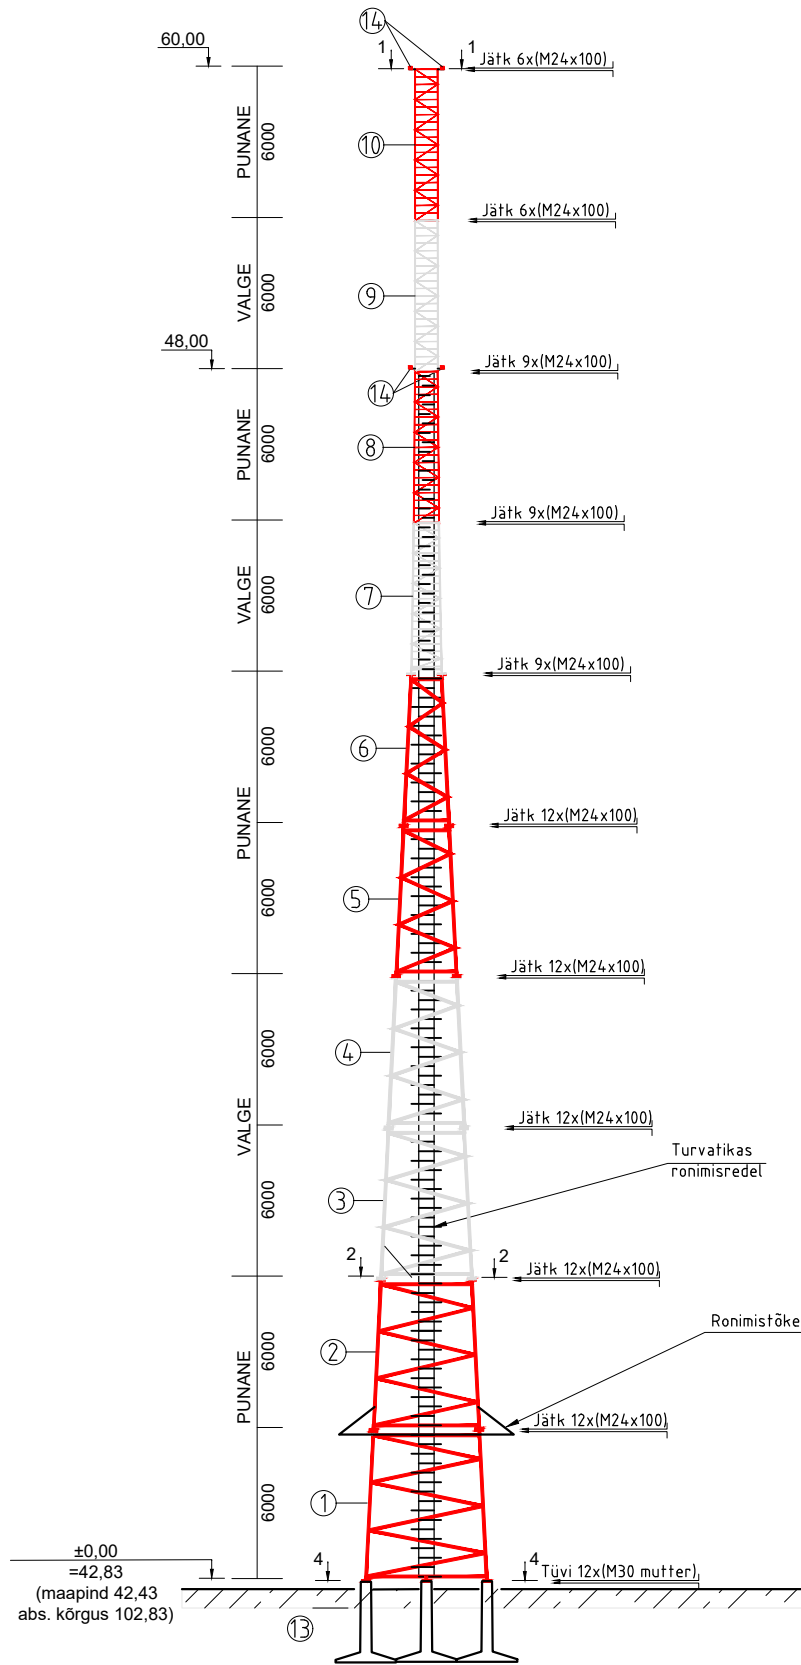 14
60,00
1
1
Jätk 6x(M24x100)
PUNANE
6000
10
Jätk 6x(M24x100)
VALGE
6000
9
48,00
Jätk 9x(M24x100)
14
PUNANE
6000
8
Jätk 9x(M24x100)
VALGE
6000
7
Jätk 9x(M24x100)
6000
6
PUNANE
Jätk 12x(M24x100)
6000
5
Jätk 12x(M24x100)
6000
4
VALGE
Jätk 12x(M24x100)
Turvatikas
ronimisredel
6000
3
2
2
Jätk 12x(M24x100)
Ronimistõke
6000
2
PUNANE
Jätk 12x(M24x100)
6000
1
±0,00
=42,83
(maapind 42,43
abs. kõrgus 102,83)
4
4
Tüvi 12x(M30 mutter)
13